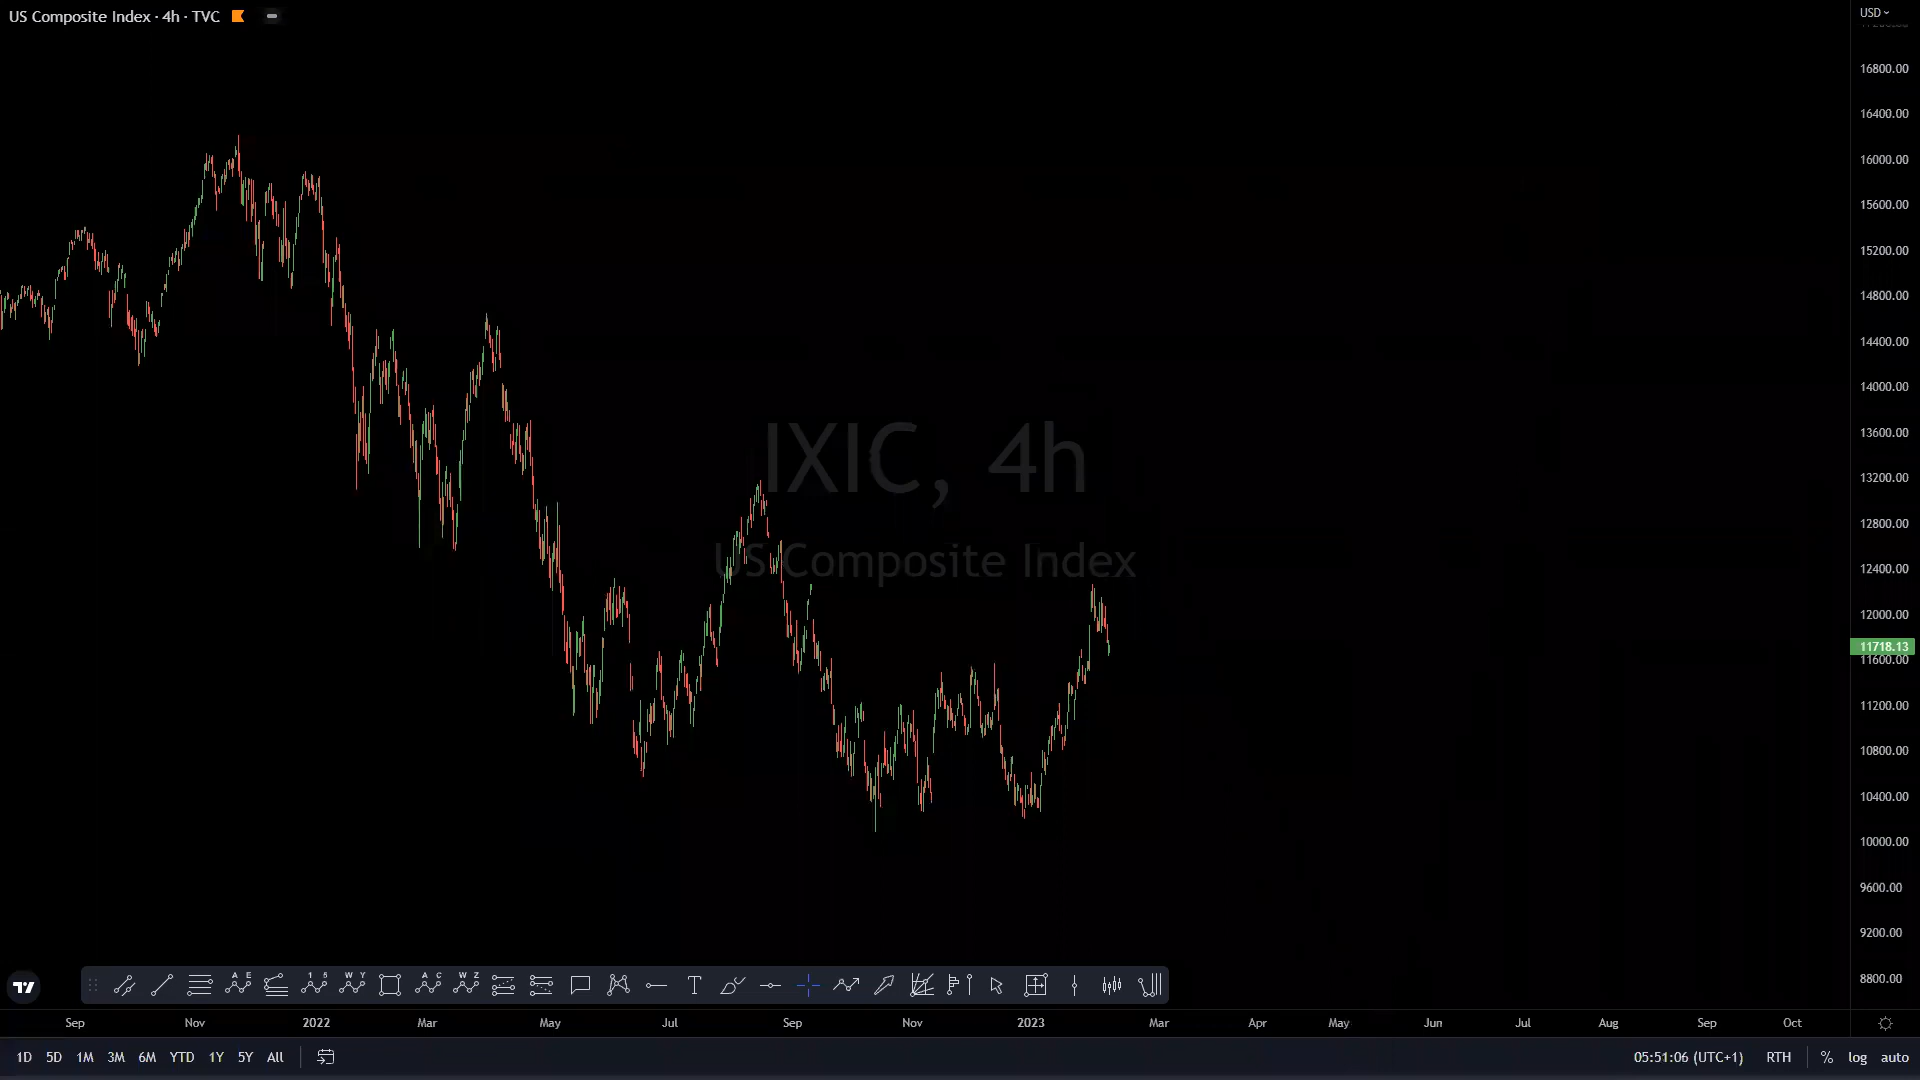 US Composite Index · 4h · TVC
USD
16800.00
16400.00
16000.00
15600.00
15200.00
14800.00
14400.00
14000.00
13600.00
13200.00
12800.00
12400.00
12000.00
11718.13
11600.00
11200.00
10800.00
10400.00
10000.00
9600.00
9200.00
8800.00
IXIC, 4h
US Composite Index
A E
1 5
W Y
A C
W Z
T
Sep Nov 2022 Mar May Jul Sep Nov 2023 Mar Apr May Jun Jul Aug Sep Oct
1D 5D 1M 3M 6M YTD 1Y 5Y All 05:51:06 (UTC+1) RTH % log auto